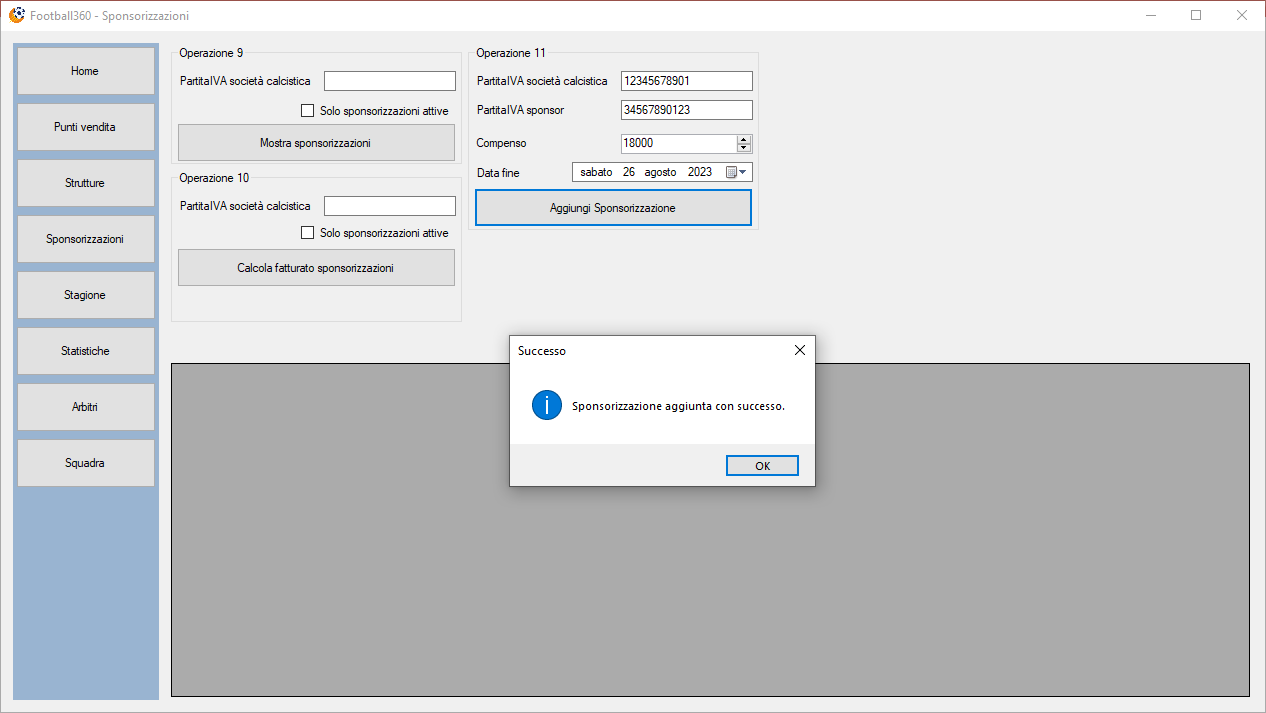 Football360 - Sponsorizzazioni
Home
Punti vendita
Strutture
Sponsorizzazioni
Stagione
Statistiche
Arbitri
Squadra
Operazione 9
PartitaIVA società calcistica
Solo sponsorizzazioni attive
Mostra sponsorizzazioni
Operazione 10
PartitaIVA società calcistica
Solo sponsorizzazioni attive
Calcola fatturato sponsorizzazioni
Operazione 11
PartitaIVA società calcistica 12345678901
PartitaIVA sponsor 34567890123
Compenso 18000
Data fine sabato 26 agosto 2023
Aggiungi Sponsorizzazione
Successo
Sponsorizzazione aggiunta con successo.
OK